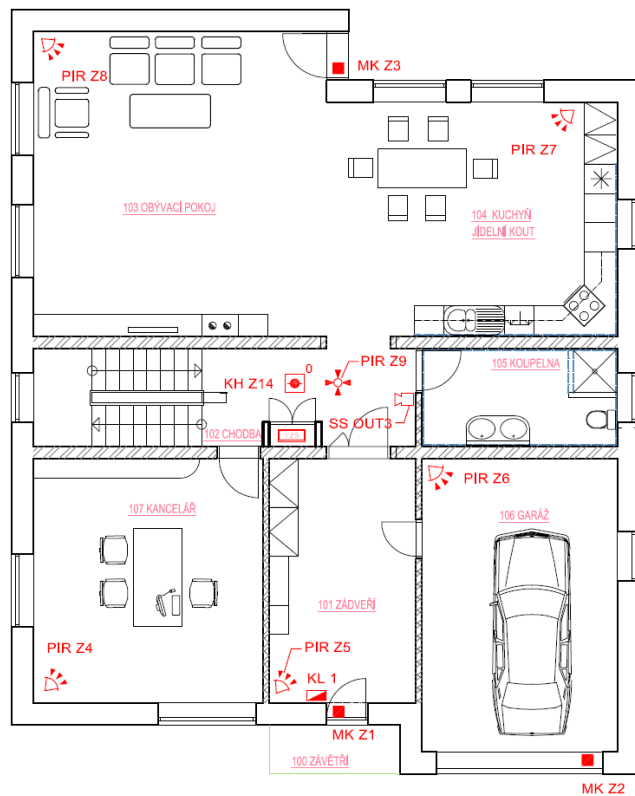 MK Z3
PIR Z8
PIR Z7
103 OBÝVACÍ POKOJ
104 KUCHYŇ
JÍDELNÍ KOUT
0
PIR Z9
105 KOUPELNA
KH Z14
SS OUT3
102 CHODBA
PIR Z6
107 KANCELÁŘ
106 GARÁŽ
101 ZÁDVEŘÍ
PIR Z4
PIR Z5
KL 1
MK Z1
100 ZÁVĚTŘÍ
MK Z2